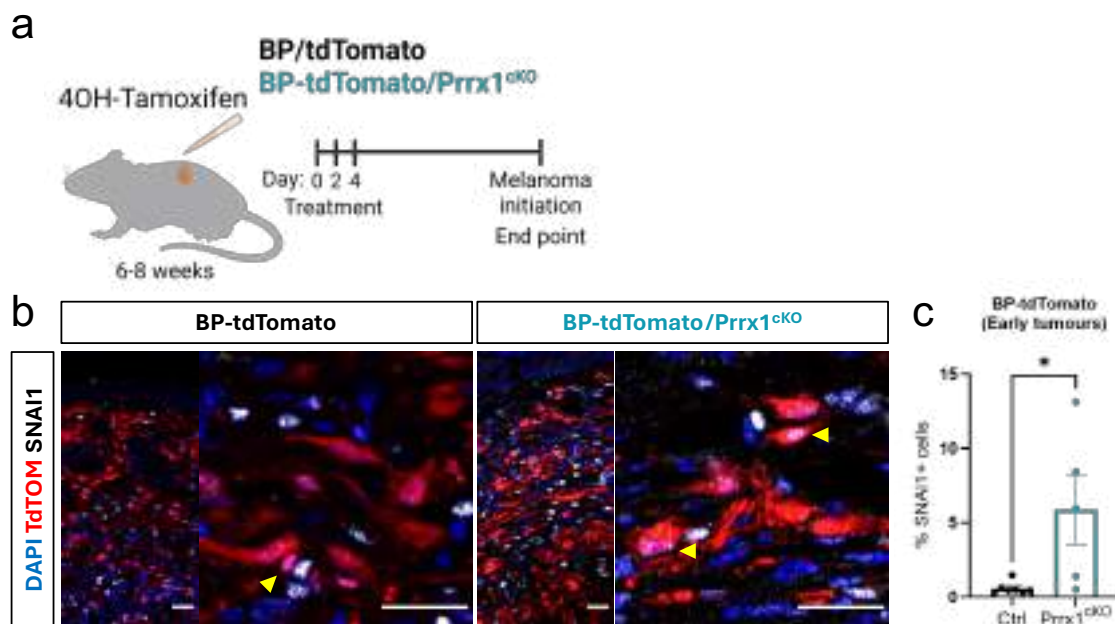 a
BP/tdTomato
BP-tdTomato/Prrx1cKO
4OH-Tamoxifen
Day: 0 2 4
Treatment
Melanoma
initiation
End point
6-8 weeks
b
BP-tdTomato
BP-tdTomato/Prrx1cKO
DAPI TdTOM SNAI1
c
BP-tdTomato
(Early tumours)
*
% SNAI1+ cells
15
10
5
0
Ctrl Prrx1cKO